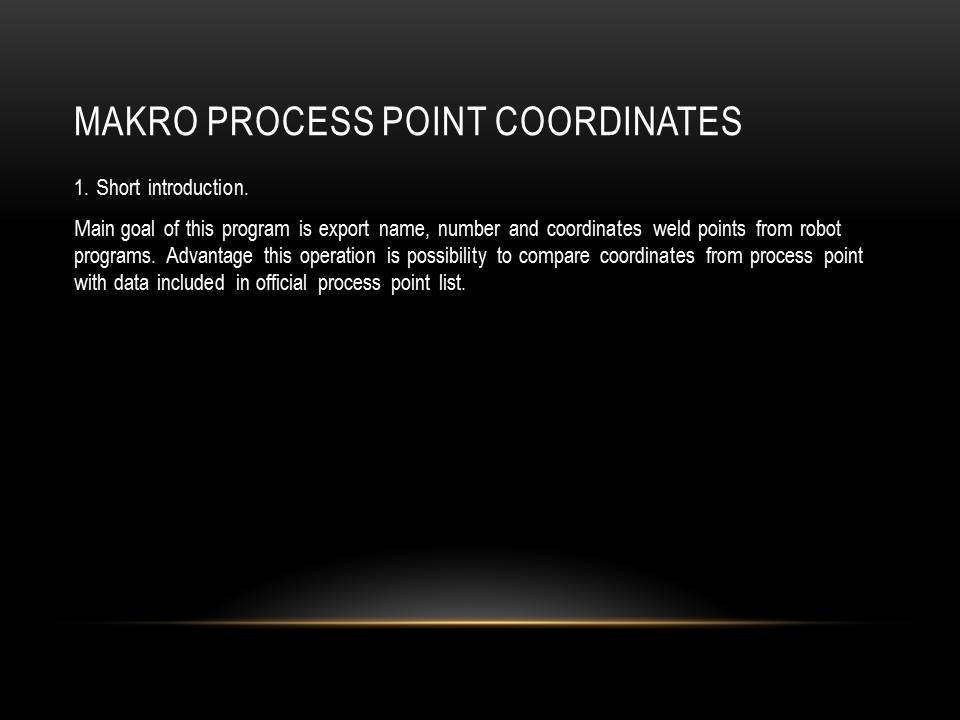 MAKRO PROCESS POINT COORDINATES
1. Short introduction.
Main goal of this program is export name, number and coordinates weld points from robot
programs. Advantage this operation is possibility to compare coordinates from process point
with data included in official process point list.